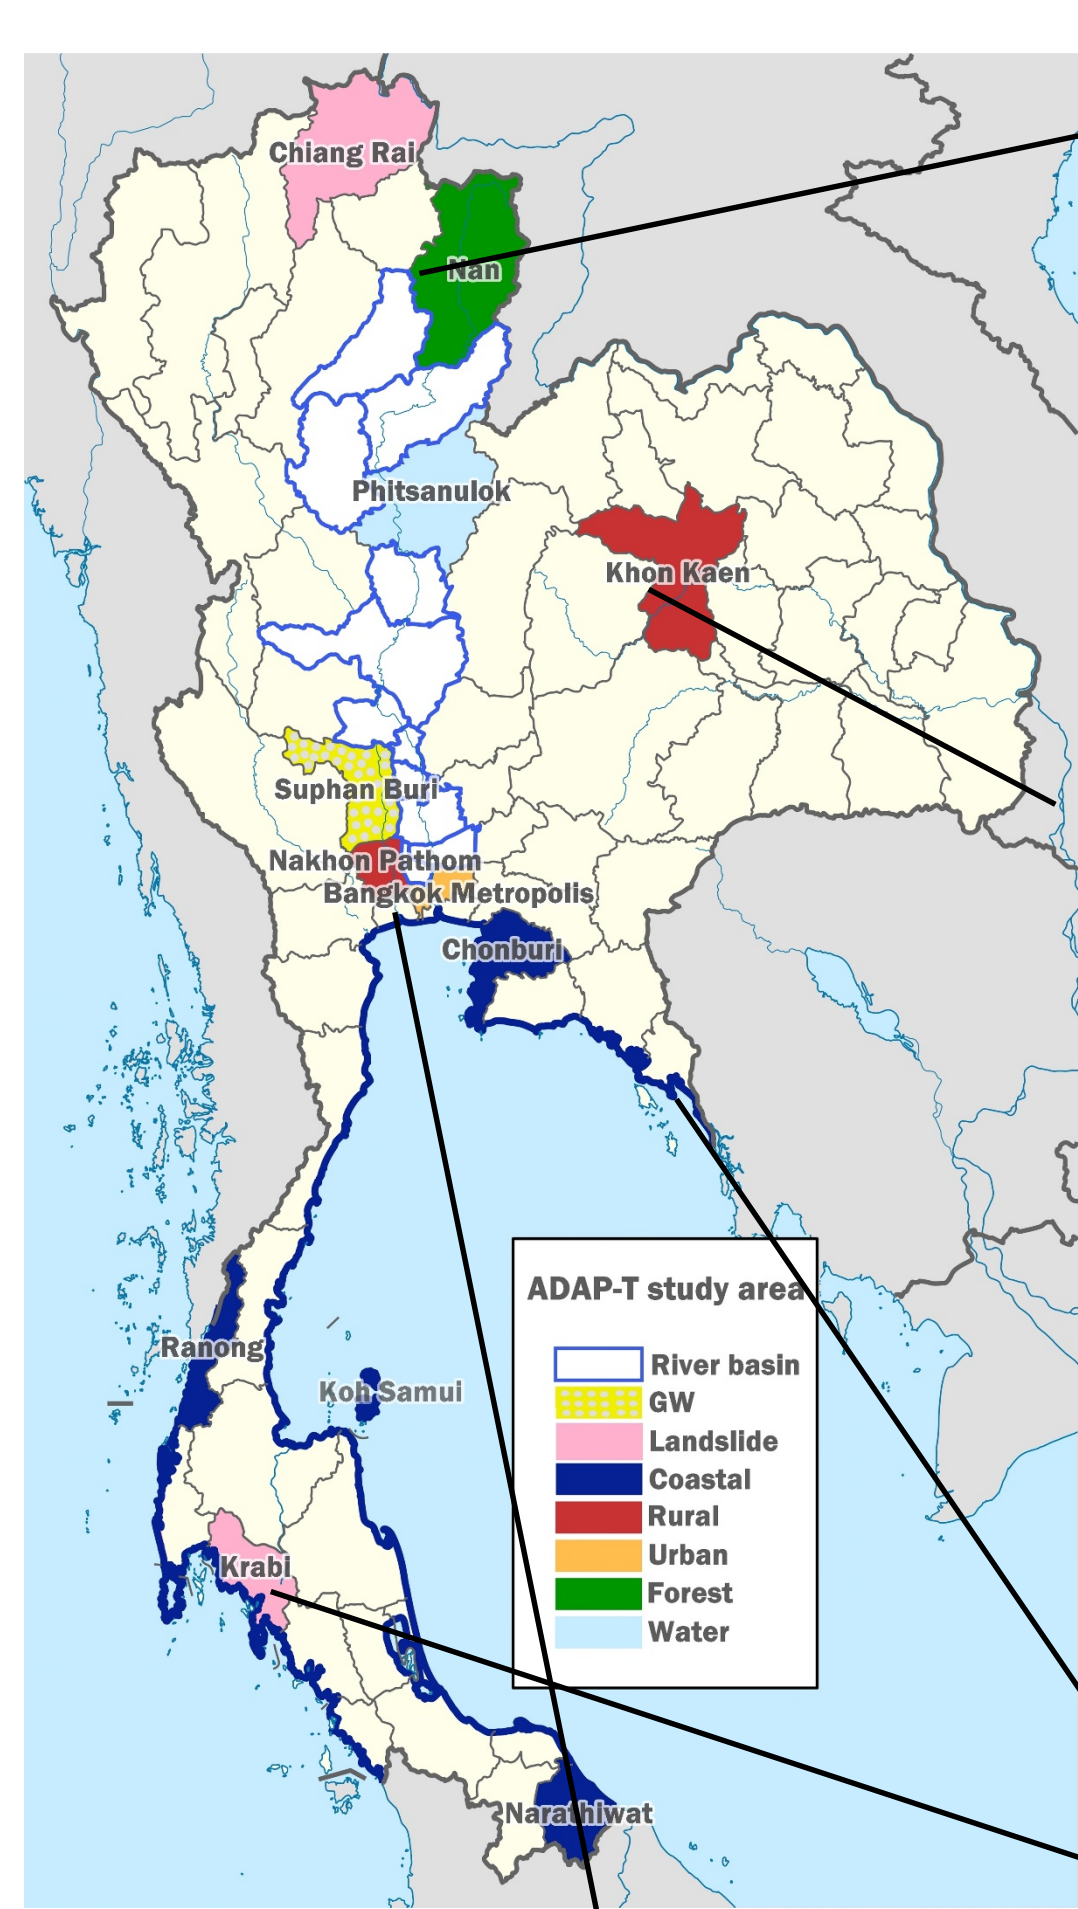 Chiang Rai
Nan
Phitsanulok
Khon Kaen
Suphan Buri
Nakhon Pathom
Bangkok Metropolis
Chonburi
ADAP-T study area
Ranong
River basin
Koh Samui
GW
Landslide
Coastal
Rural
Urban
Krabi
Forest
Water
Narathiwat